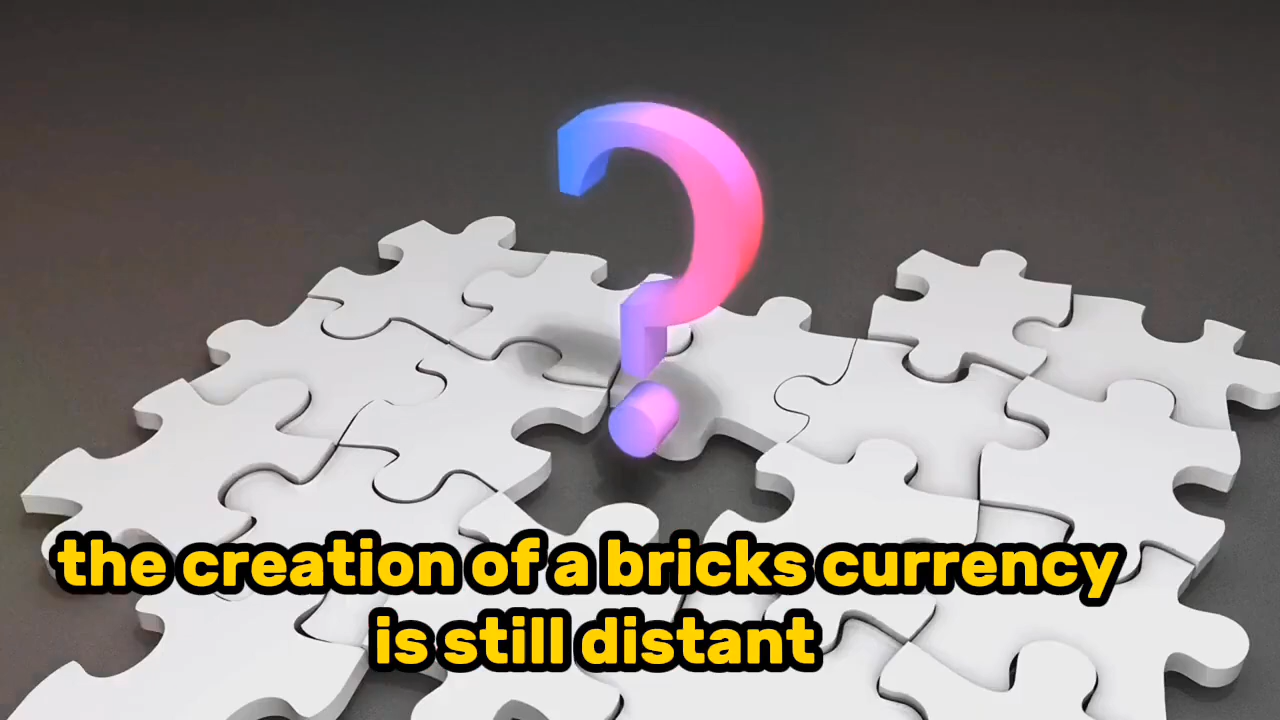 the creation of a bricks currency
is still distant